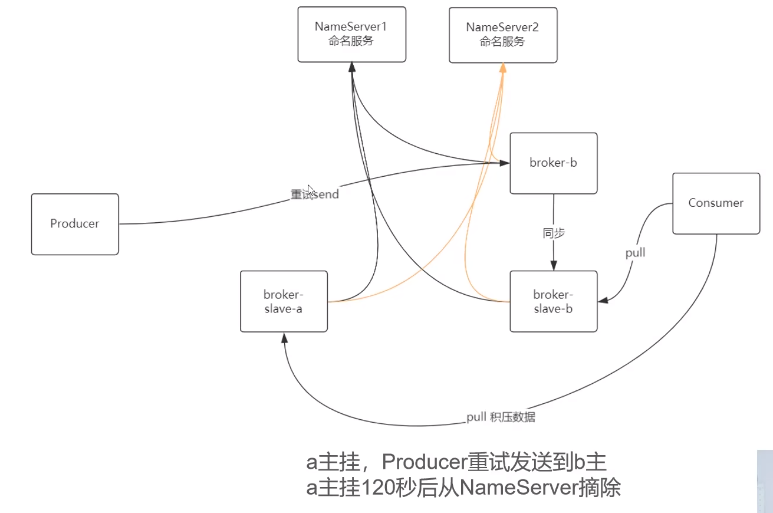 NameServer1
命名服务
NameServer2
命名服务
broker-b
Producer
重试send
Consumer
同步
pull
broker-
slave-a
broker-
slave-b
pull 积压数据
a主挂，Producer重试发送到b主
a主挂120秒后从NameServer摘除